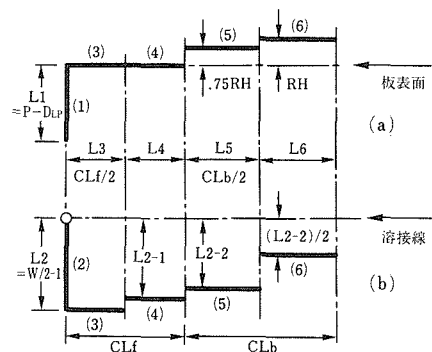 (3) (4) (5) (6)
L1
=P-D_LP
(1)
.75RH RH
板表面
(a)
L3 L4 L5 L6
CLf/2 CLb/2
溶接線
L2
=W/2-1
(2)
L2-1 L2-2 (L2-2)/2
(6)
(b)
(3) (4) (5)
CLf CLb